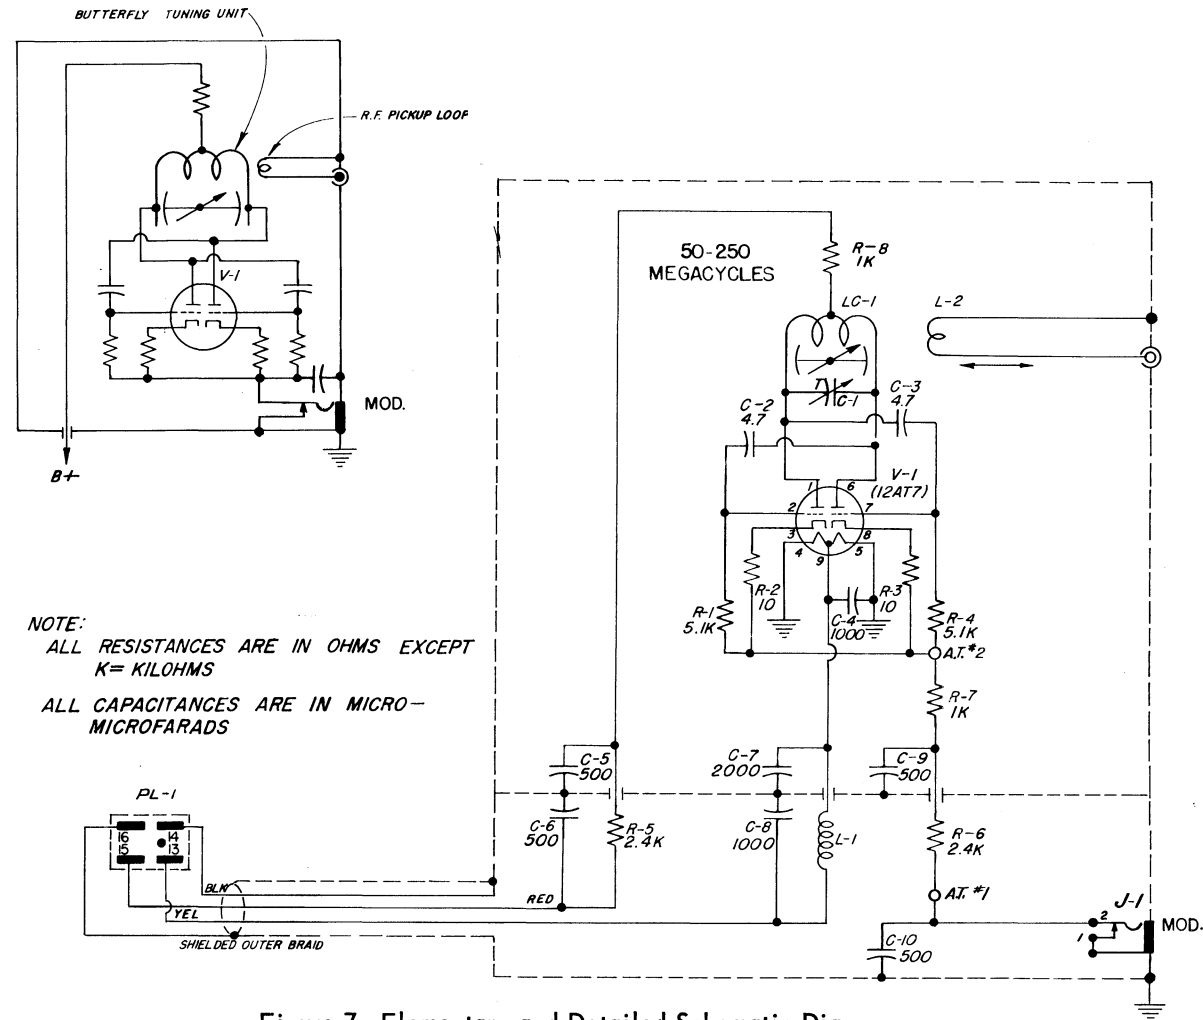 BUTTERFLY TUNING UNIT
R.F. PICKUP LOOP
V-1
MOD.
B+
50-250
MEGACYCLES
R-8
1K
LC-1
L-2
T
C-1
C-3
4.7
C-2
4.7
V-1
(12AT7)
1
6
2
7
3
8
4
9
5
R-2
10
R-3
10
C-4
1000
R-1
5.1K
R-4
5.1K
A.T. #2
R-7
1K
NOTE:
ALL RESISTANCES ARE IN OHMS EXCEPT
K= KILOHMS
ALL CAPACITANCES ARE IN MICRO-
MICROFARADS
C-5
500
C-7
2000
C-9
500
PL-1
16
14
15
13
C-6
500
R-5
2.4K
C-8
1000
L-1
R-6
2.4K
BLK
RED
YEL
SHIELDED OUTER BRAID
A.T. #1
J-1
2
1
MOD.
C-10
500